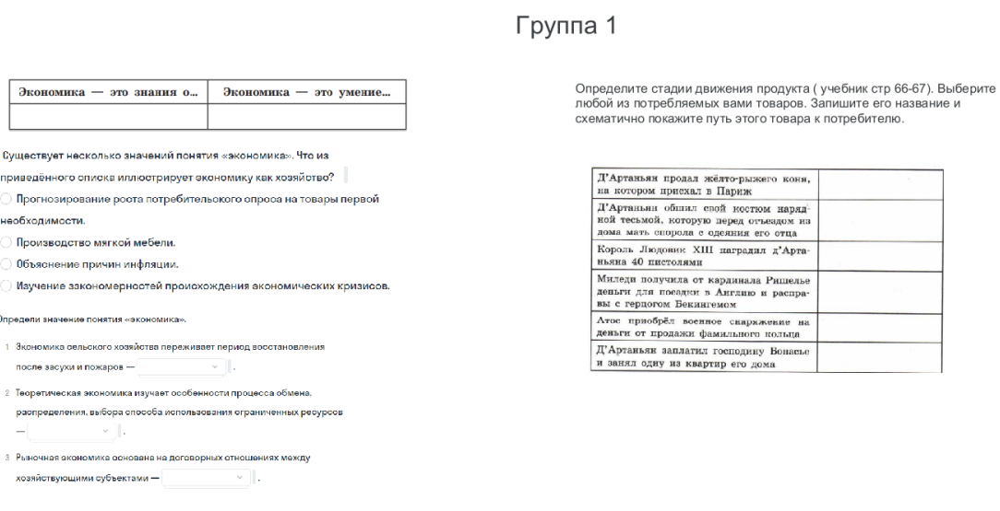 Группа 1
Экономика — это знания о...
Экономика — это умение...
Существует несколько значений понятия «экономика». Что из
приведённого списка иллюстрирует экономику как хозяйство?
Прогнозирование роста потребительского спроса на товары первой
необходимости.
Производство мягкой мебели.
Объяснение причин инфляции.
Изучение закономерностей происхождения экономических кризисов.
Определи значение понятия «экономика».
1 Экономика сельского хозяйства переживает период восстановления
после засухи и пожаров — .
2 Теоретическая экономика изучает особенности процесса обмена,
распределения, выбора способа использования ограниченных ресурсов
— .
3 Рыночная экономика основана на договорных отношениях между
хозяйствующими субъектами — .
Определите стадии движения продукта ( учебник стр 66-67). Выберите
любой из потребляемых вами товаров. Запишите его название и
схематично покажите путь этого товара к потребителю.
Д’Артаньян продал жёлто-рыжего коня,
на котором приехал в Париж
Д’Артаньян обшил свой костюм наряд-
ной тесьмой, которую перед отъездом из
дома мать спорола с одеяния его отца
Король Людовик XIII наградил д’Арта-
ньяна 40 пистолями
Миледи получила от кардинала Ришелье
деньги для поездки в Англию и распра-
вы с герцогом Бекингемом
Атос приобрёл военное снаряжение на
деньги от продажи фамильного кольца
Д’Артаньян заплатил господину Бонасье
и занял одну из квартир его дома